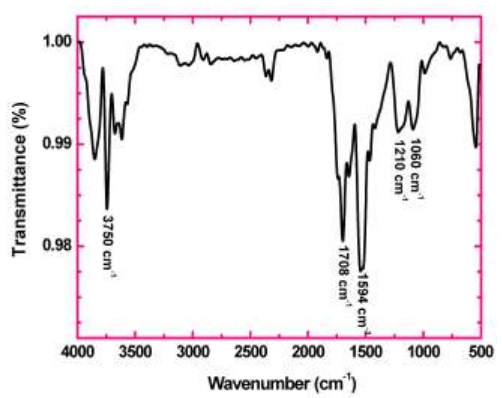 Transmittance (%)
1.00
0.99
0.98
3750 cm⁻¹
1708 cm⁻¹
1594 cm⁻¹
1210 cm⁻¹
1060 cm⁻¹
4000 3500 3000 2500 2000 1500 1000 500
Wavenumber (cm⁻¹)